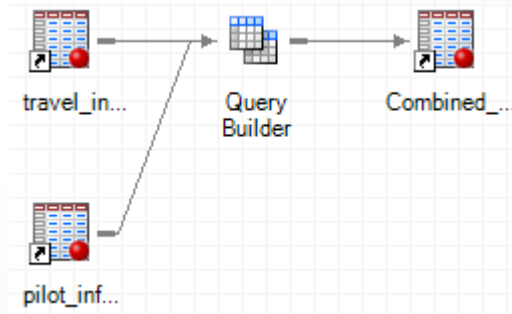 travel_in...
Query
Builder
Combined_...
pilot_inf...